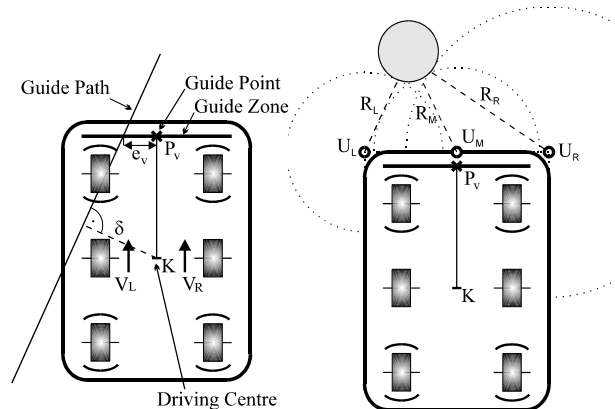 Guide Path
Guide Point
Guide Zone
e_v
P_v
δ
K
V_L
V_R
Driving Centre
R_L
R_M
R_R
U_L
U_M
U_R
P_v
K